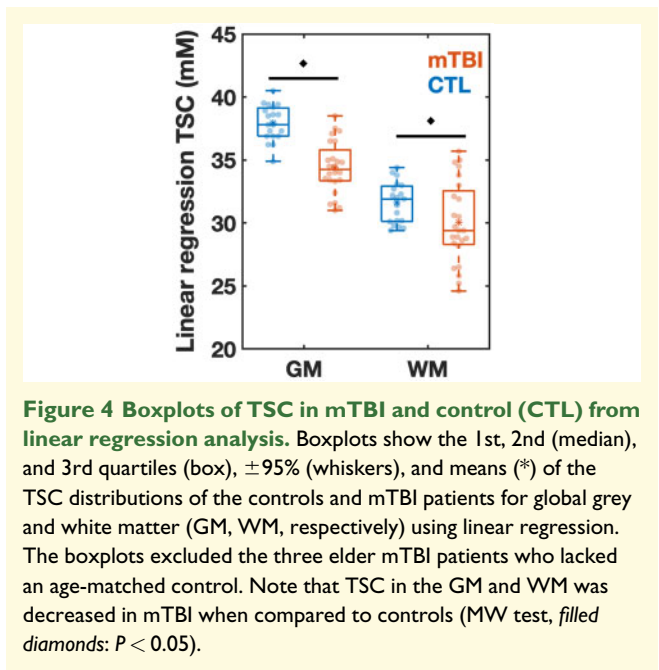 45
mTBI
CTL
40
35
30
25
20
Linear regression TSC (mM)
GM WM
Figure 4 Boxplots of TSC in mTBI and control (CTL) from
linear regression analysis. Boxplots show the 1st, 2nd (median),
and 3rd quartiles (box), ±95% (whiskers), and means (*) of the
TSC distributions of the controls and mTBI patients for global grey
and white matter (GM, WM, respectively) using linear regression.
The boxplots excluded the three elder mTBI patients who lacked
an age-matched control. Note that TSC in the GM and WM was
decreased in mTBI when compared to controls (MW test, filled
diamonds: P < 0.05).